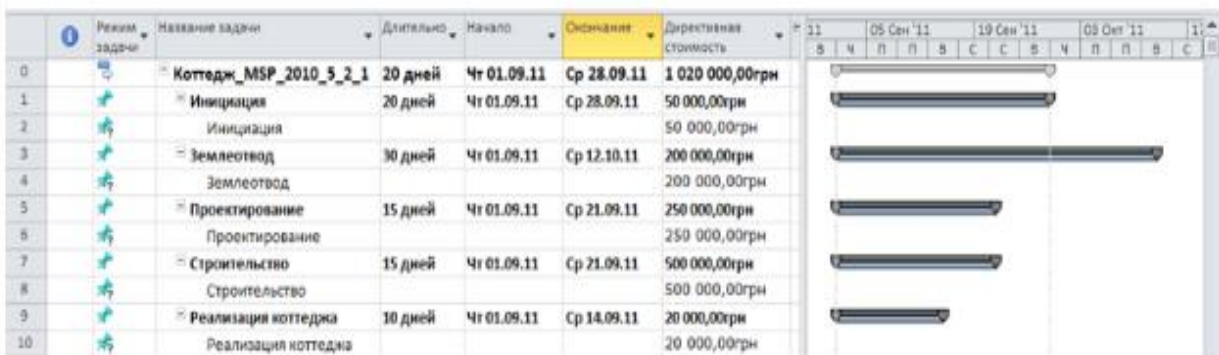 Режим задачи Название задачи Длительно Начало Окончание Директивная стоимость 11 05 Сен '11 19 Сен '11 03 Окт '11 17
В Ч П П В С С В Ч П П В С
0 Коттедж_MSP_2010_5_2_1 20 дней Чт 01.09.11 Ср 28.09.11 1 020 000,00грн
1 Инициация 20 дней Чт 01.09.11 Ср 28.09.11 50 000,00грн
2 Инициация 50 000,00грн
3 Землеотвод 30 дней Чт 01.09.11 Ср 12.10.11 200 000,00грн
4 Землеотвод 200 000,00грн
5 Проектирование 15 дней Чт 01.09.11 Ср 21.09.11 250 000,00грн
6 Проектирование 250 000,00грн
7 Строительство 15 дней Чт 01.09.11 Ср 21.09.11 500 000,00грн
8 Строительство 500 000,00грн
9 Реализация коттеджа 10 дней Чт 01.09.11 Ср 14.09.11 20 000,00грн
10 Реализация коттеджа 20 000,00грн